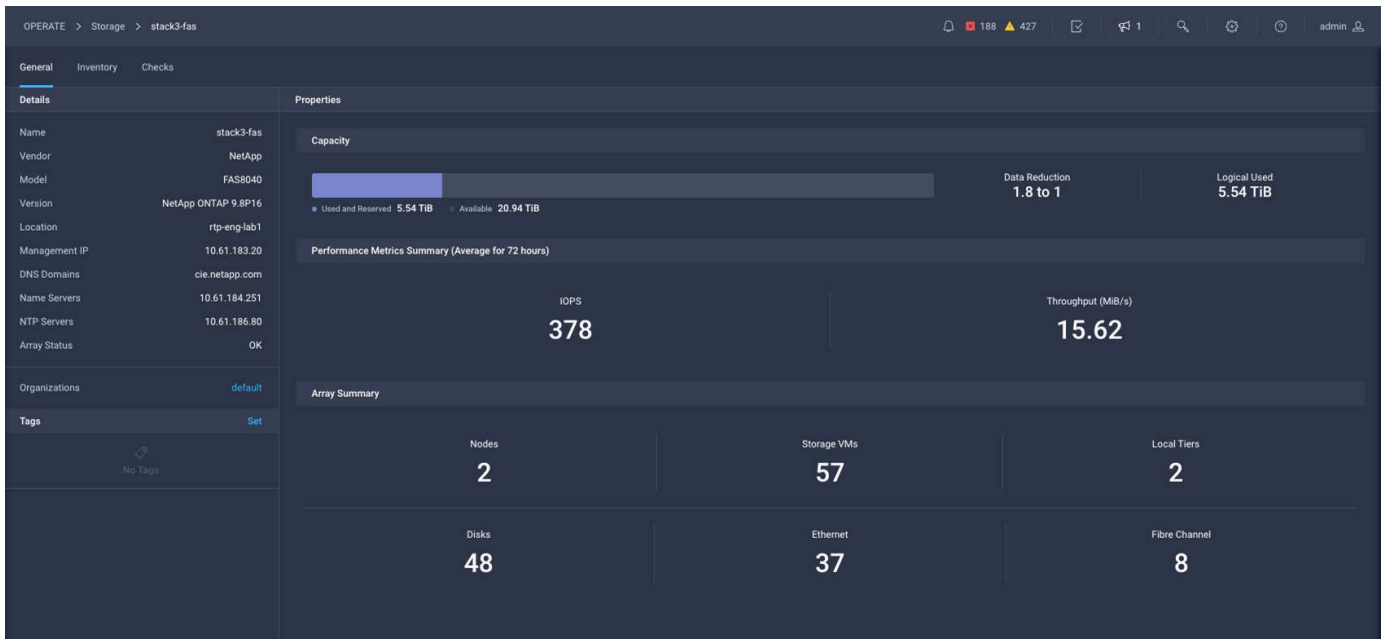 OPERATE > Storage > stack3-fas 188 427 1 admin
General Inventory Checks
Details
Name stack3-fas
Vendor NetApp
Model FAS8040
Version NetApp ONTAP 9.8P16
Location rtp-eng-lab1
Management IP 10.61.183.20
DNS Domains cie.netapp.com
Name Servers 10.61.184.251
NTP Servers 10.61.186.80
Array Status OK
Organizations default
Tags Set
No Tags
Properties
Capacity
Used and Reserved 5.54 TiB Available 20.94 TiB
Data Reduction
1.8 to 1
Logical Used
5.54 TiB
Performance Metrics Summary (Average for 72 hours)
IOPS
378
Throughput (MiB/s)
15.62
Array Summary
Nodes
2
Storage VMs
57
Local Tiers
2
Disks
48
Ethernet
37
Fibre Channel
8